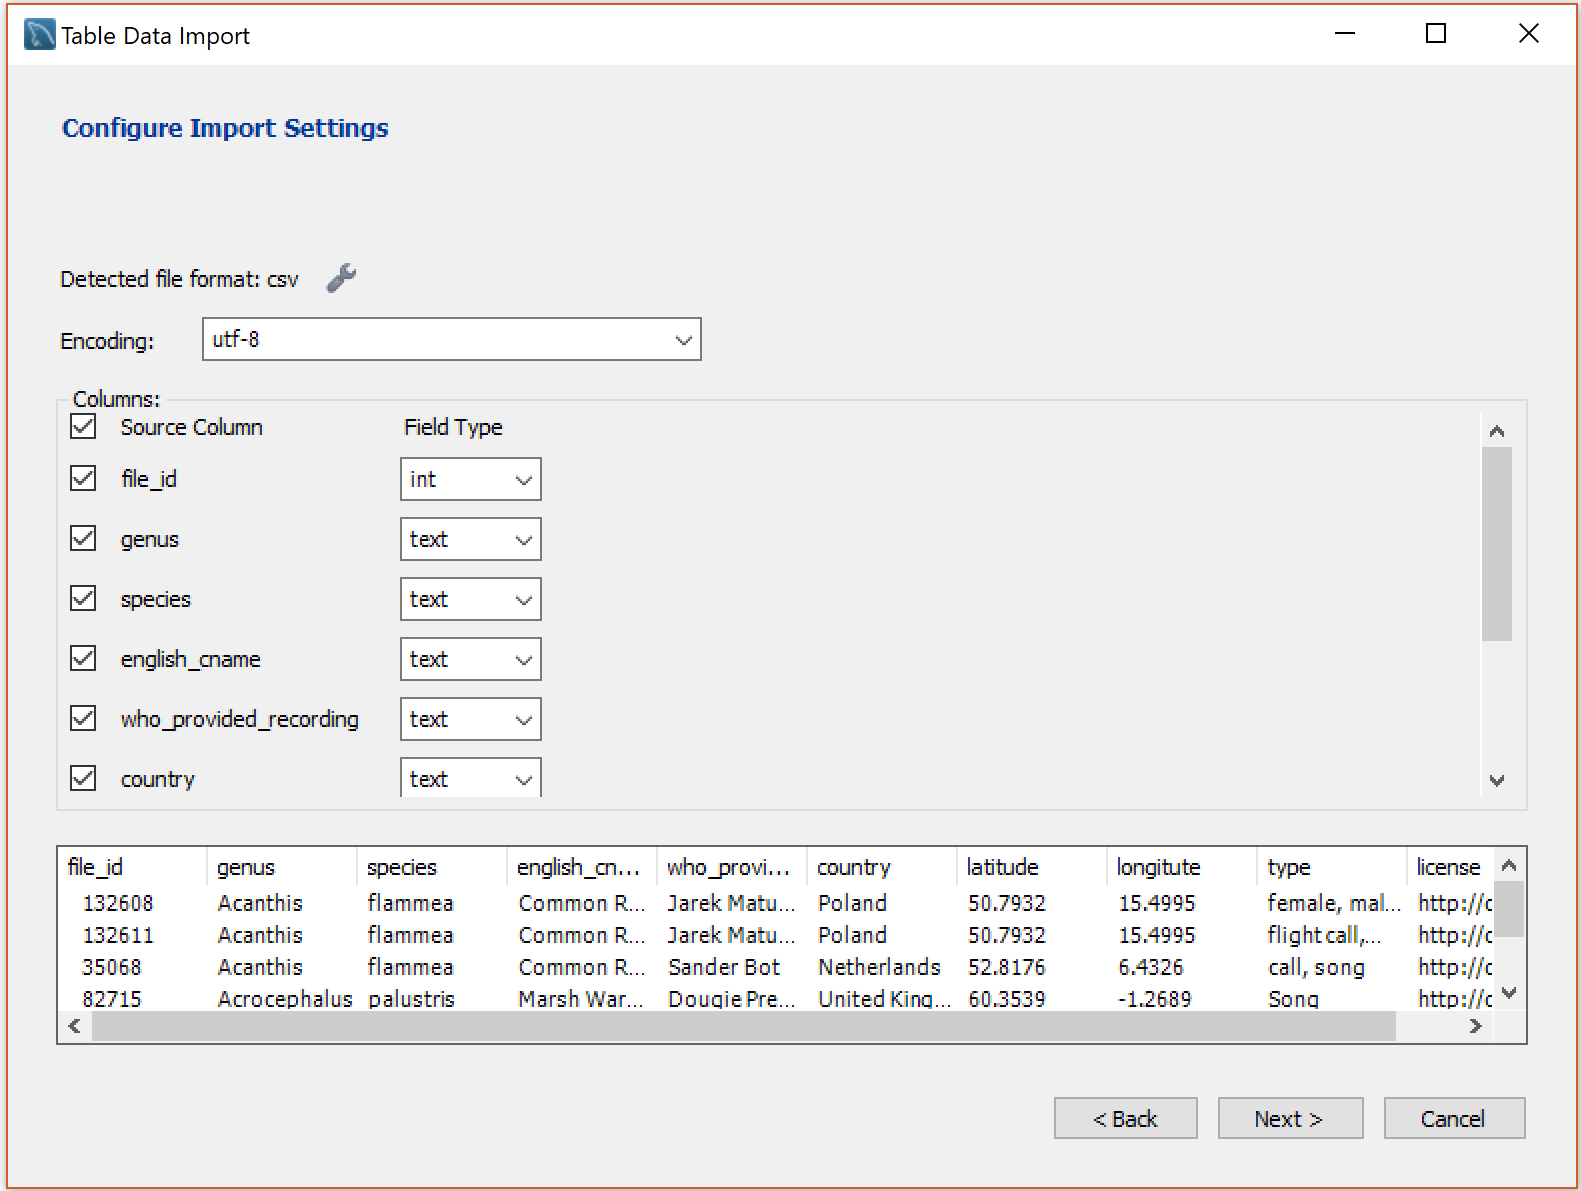 Table Data Import
Configure Import Settings
Detected file format: csv
Encoding: utf-8
Columns:
Source Column Field Type
file_id int
genus text
species text
english_cname text
who_provided_recording text
country text
file_id genus species english_cn... who_provi... country latitude longitute type license
132608 Acanthis flammea Common R... Jarek Matu... Poland 50.7932 15.4995 female, mal... http://c
132611 Acanthis flammea Common R... Jarek Matu... Poland 50.7932 15.4995 flight call,... http://c
35068 Acanthis flammea Common R... Sander Bot Netherlands 52.8176 6.4326 call, song http://c
82715 Acrocephalus palustris Marsh War... Dougie Pre... United King... 60.3539 -1.2689 Song http://c
< Back Next > Cancel